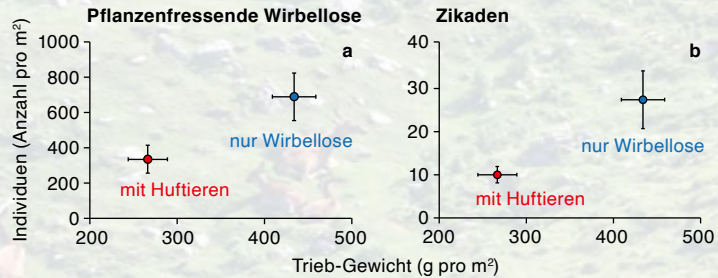 Pflanzenfressende Wirbellose
Zikaden
Individuen (Anzahl pro m²)
1000
800
600
400
200
0
a
nur Wirbellose
mit Huftieren
200
300
400
500
40
30
20
10
0
b
nur Wirbellose
mit Huftieren
200
300
400
500
Trieb-Gewicht (g pro m²)